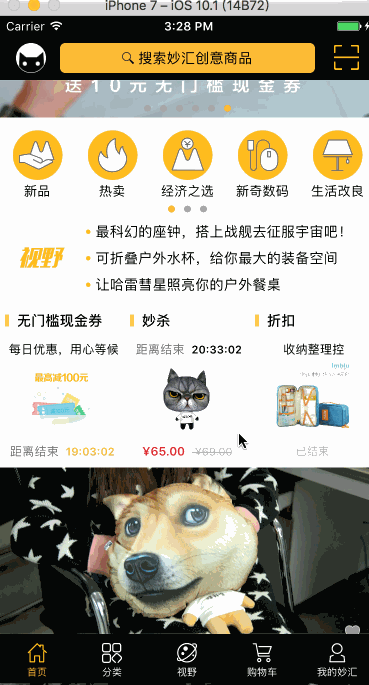 iPhone 7 – iOS 10.1 (14B72)
Carrier 3:28 PM
搜索妙汇创意商品
送10元无门槛现金券
新品 热卖 经济之选 新奇数码 生活改良
视野
最科幻的座钟，搭上战舰去征服宇宙吧！
可折叠户外水杯，给你最大的装备空间
让哈雷彗星照亮你的户外餐桌
无门槛现金券 妙杀 折扣
每日优惠，用心等候 距离结束 20:33:02 收纳整理控
最高减100元
距离结束 19:03:02 ¥65.00 ¥69.00 已结束
首页 分类 视野 购物车 我的妙汇